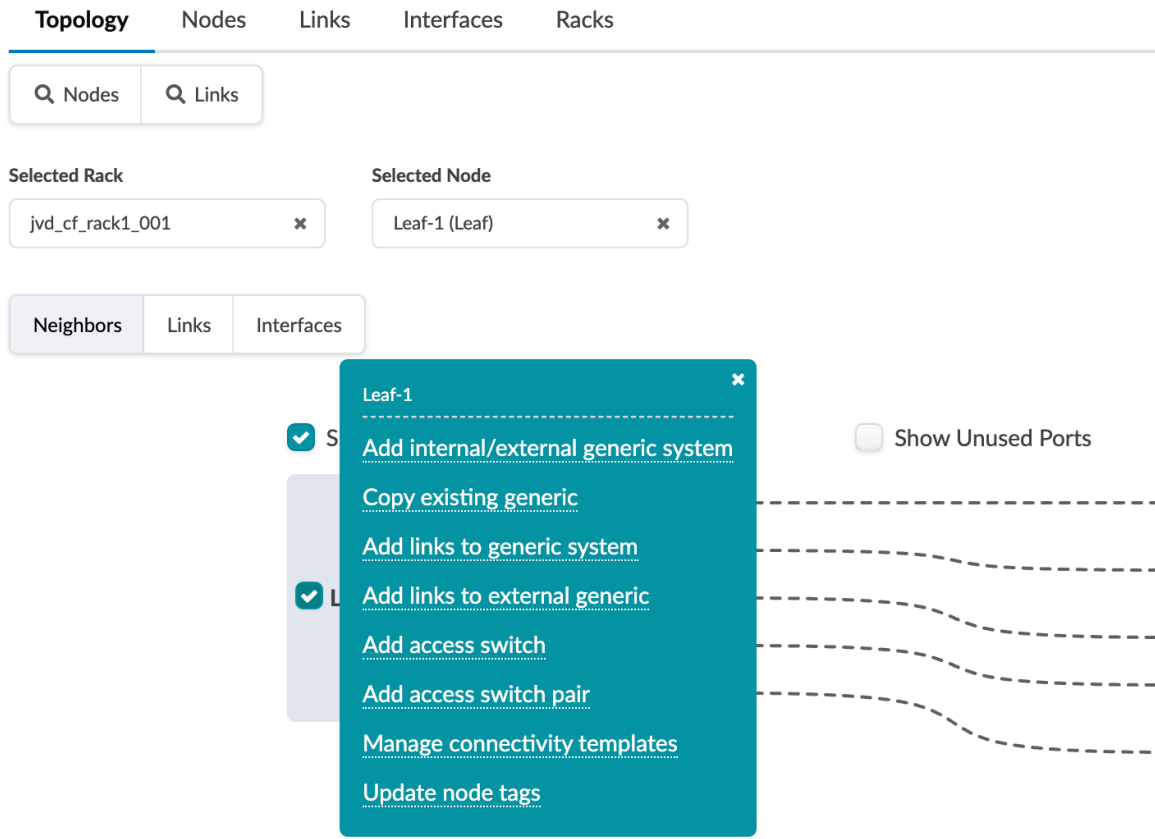 Topology Nodes Links Interfaces Racks
Nodes Links
Selected Rack Selected Node
jvd_cf_rack1_001 Leaf-1 (Leaf)
Neighbors Links Interfaces
Leaf-1
Show Unused Ports
Add internal/external generic system
Copy existing generic
Add links to generic system
Add links to external generic
Add access switch
Add access switch pair
Manage connectivity templates
Update node tags